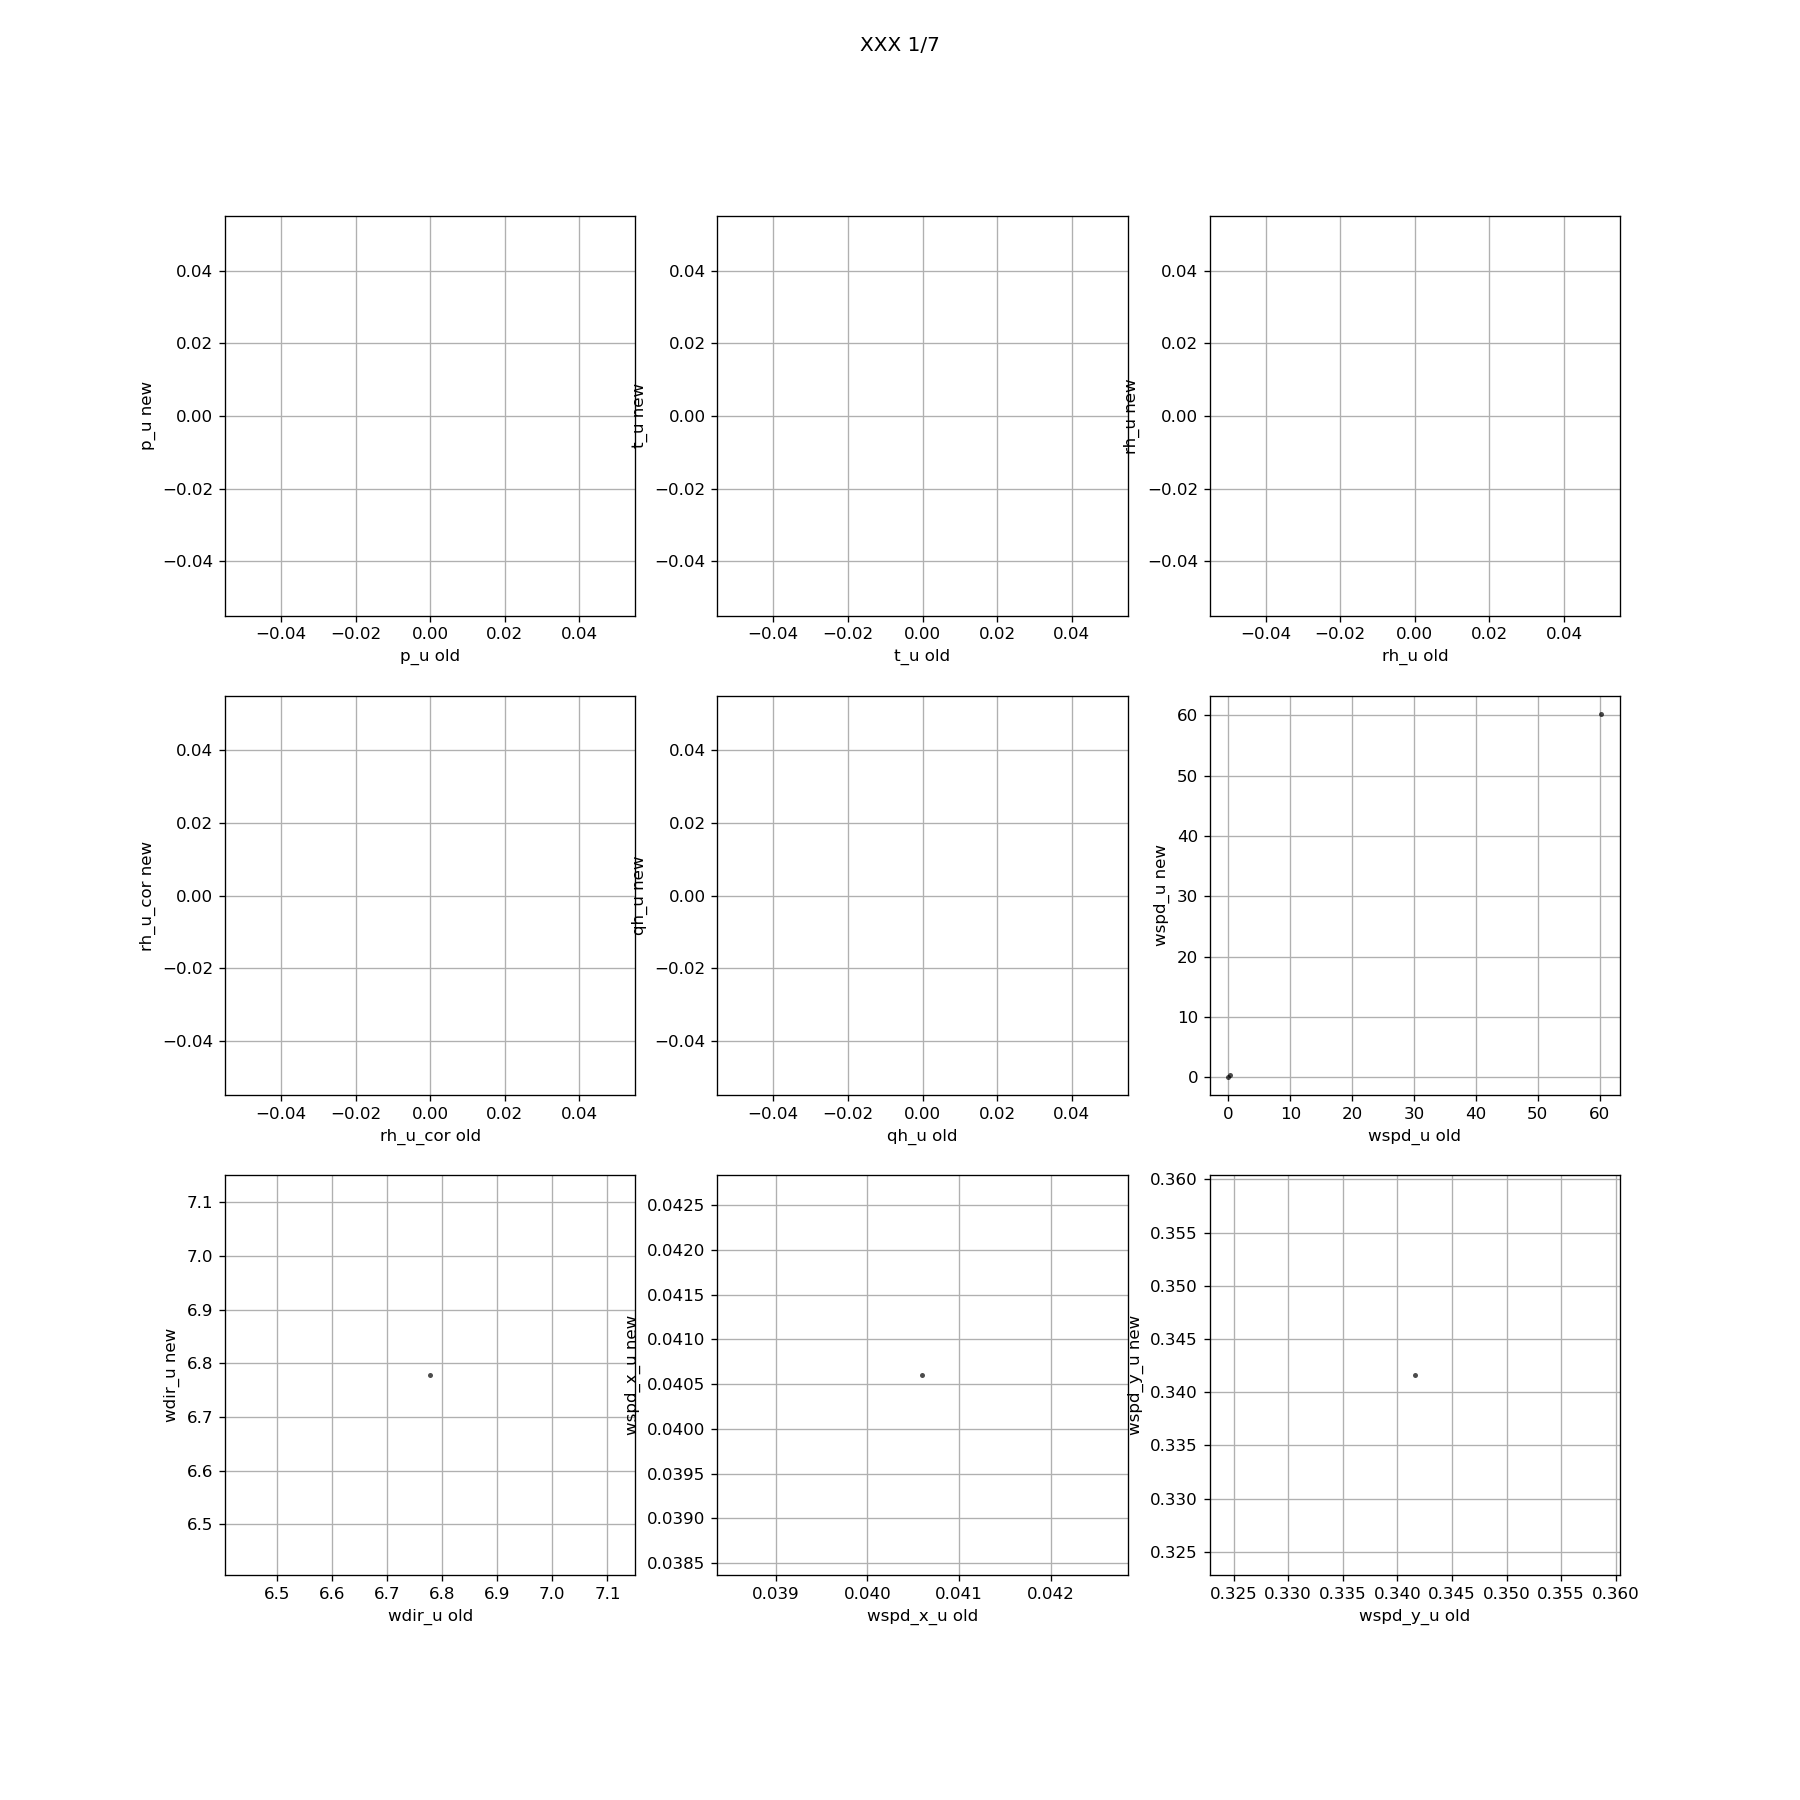 XXX 1/7
0.04
0.02
0.00
−0.02
−0.04
p_u new
−0.04 −0.02 0.00 0.02 0.04
p_u old
0.04
0.02
0.00
−0.02
−0.04
t_u new
−0.04 −0.02 0.00 0.02 0.04
t_u old
0.04
0.02
0.00
−0.02
−0.04
rh_u new
−0.04 −0.02 0.00 0.02 0.04
rh_u old
0.04
0.02
0.00
−0.02
−0.04
rh_u_cor new
−0.04 −0.02 0.00 0.02 0.04
rh_u_cor old
0.04
0.02
0.00
−0.02
−0.04
qh_u new
−0.04 −0.02 0.00 0.02 0.04
qh_u old
60
50
40
30
20
10
0
wspd_u new
0 10 20 30 40 50 60
wspd_u old
7.1
7.0
6.9
6.8
6.7
6.6
6.5
wdir_u new
6.5 6.6 6.7 6.8 6.9 7.0 7.1
wdir_u old
0.0425
0.0420
0.0415
0.0410
0.0405
0.0400
0.0395
0.0390
0.0385
wspd_x_u new
0.039 0.040 0.041 0.042
wspd_x_u old
0.360
0.355
0.350
0.345
0.340
0.335
0.330
0.325
wspd_y_u new
0.325 0.330 0.335 0.340 0.345 0.350 0.355 0.360
wspd_y_u old